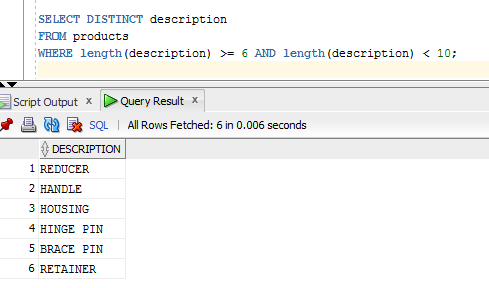 SELECT DISTINCT description
FROM products
WHERE length(description) >= 6 AND length(description) < 10;
Script Output x Query Result x
SQL | All Rows Fetched: 6 in 0.006 seconds
DESCRIPTION
1 REDUCER
2 HANDLE
3 HOUSING
4 HINGE PIN
5 BRACE PIN
6 RETAINER